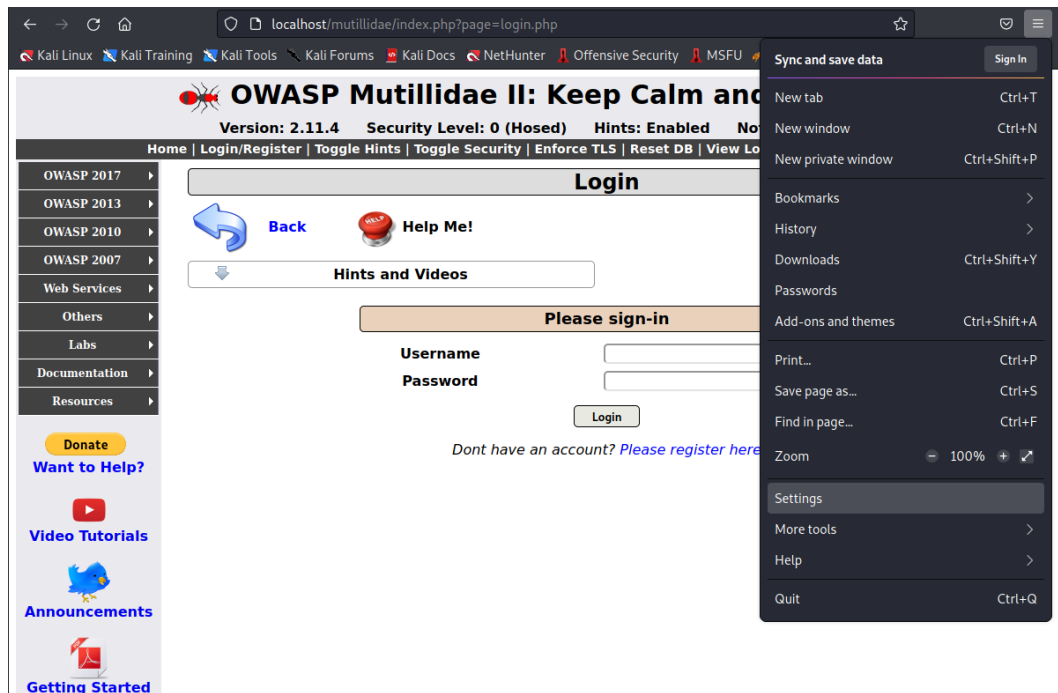 localhost/mutillidae/index.php?page=login.php
Kali Linux Kali Training Kali Tools Kali Forums Kali Docs NetHunter Offensive Security MSFU
OWASP Mutillidae II: Keep Calm and
Version: 2.11.4 Security Level: 0 (Hosed) Hints: Enabled No
Home | Login/Register | Toggle Hints | Toggle Security | Enforce TLS | Reset DB | View Lo
OWASP 2017
OWASP 2013
OWASP 2010
OWASP 2007
Web Services
Others
Labs
Documentation
Resources
Donate
Want to Help?
Video Tutorials
Announcements
Getting Started
Login
Back
HELP
Help Me!
Hints and Videos
Please sign-in
Username
Password
Login
Dont have an account? Please register here
Sync and save data Sign In
New tab Ctrl+T
New window Ctrl+N
New private window Ctrl+Shift+P
Bookmarks
History
Downloads Ctrl+Shift+Y
Passwords
Add-ons and themes Ctrl+Shift+A
Print... Ctrl+P
Save page as... Ctrl+S
Find in page... Ctrl+F
Zoom 100%
Settings
More tools
Help
Quit Ctrl+Q